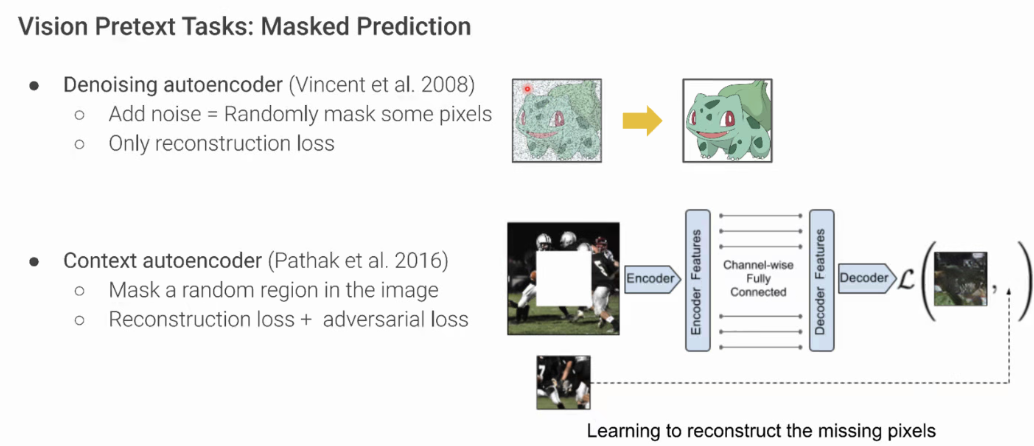 Vision Pretext Tasks: Masked Prediction
● Denoising autoencoder (Vincent et al. 2008)
○ Add noise = Randomly mask some pixels
○ Only reconstruction loss
● Context autoencoder (Pathak et al. 2016)
○ Mask a random region in the image
○ Reconstruction loss + adversarial loss
Encoder
Encoder Features
Channel-wise
Fully
Connected
Decoder Features
Decoder
ℒ ( , )
7
Learning to reconstruct the missing pixels